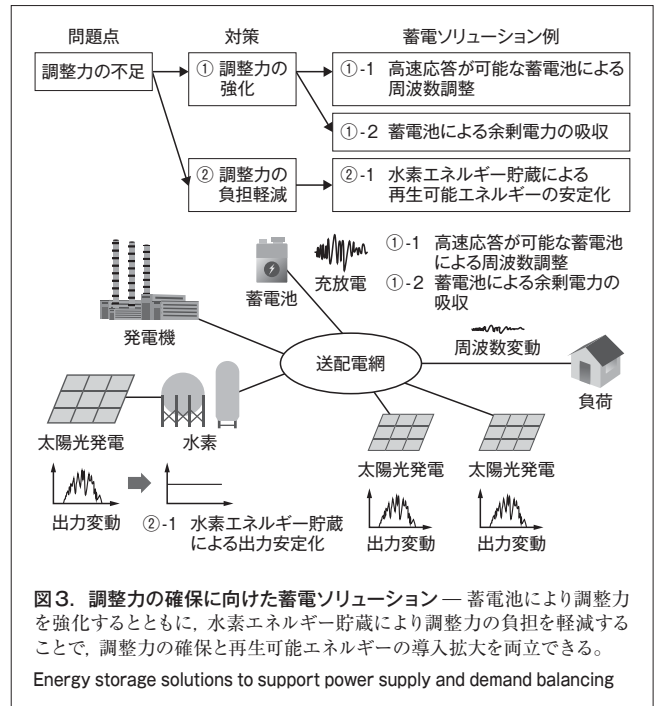 問題点
対策
蓄電ソリューション例
調整力の不足
① 調整力の
強化
①-1 高速応答が可能な蓄電池による
周波数調整
①-2 蓄電池による余剰電力の吸収
② 調整力の
負担軽減
②-1 水素エネルギー貯蔵による
再生可能エネルギーの安定化
発電機
蓄電池
充放電
①-1 高速応答が可能な蓄電池
による周波数調整
①-2 蓄電池による余剰電力の
吸収
送配電網
周波数変動
負荷
太陽光発電
水素
出力変動
②-1 水素エネルギー貯蔵
による出力安定化
太陽光発電
太陽光発電
出力変動
出力変動
図3. 調整力の確保に向けた蓄電ソリューション — 蓄電池により調整力
を強化するとともに, 水素エネルギー貯蔵により調整力の負担を軽減する
ことで, 調整力の確保と再生可能エネルギーの導入拡大を両立できる。
Energy storage solutions to support power supply and demand balancing